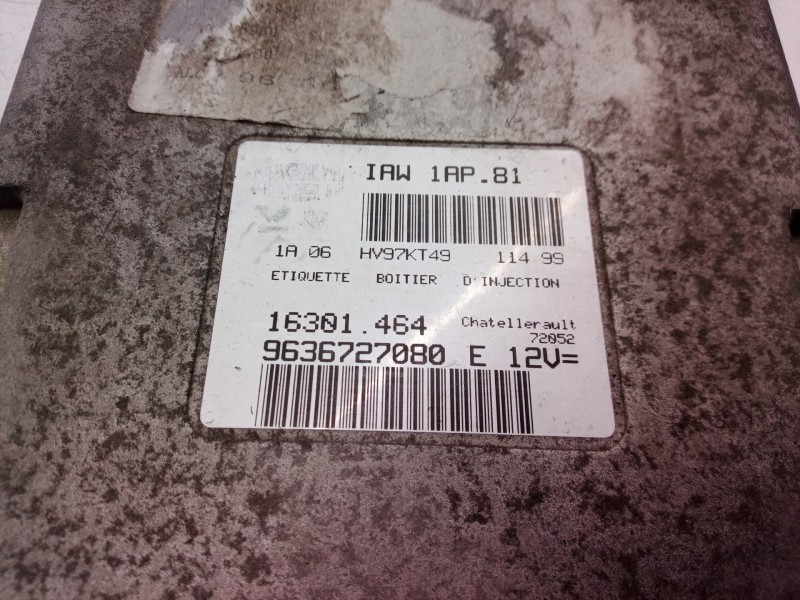 IAW 1AP.81
1A 06 HV97KT49 114 99
ETIQUETTE BOITIER D'INJECTION
16301.464 Chatellerault
72052
9636727080 E 12V=